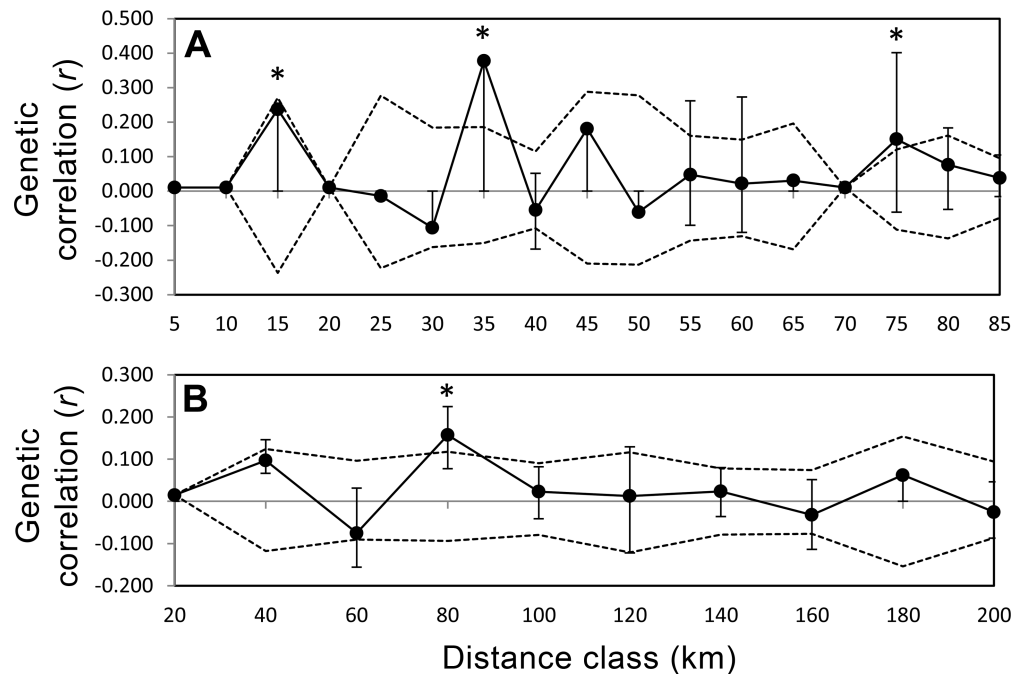 A
Genetic
correlation (r)
0.500
0.400
0.300
0.200
0.100
0.000
-0.100
-0.200
-0.300
* * *
5 10 15 20 25 30 35 40 45 50 55 60 65 70 75 80 85
B
Genetic
correlation (r)
0.300
0.200
0.100
0.000
-0.100
-0.200
*
20 40 60 80 100 120 140 160 180 200
Distance class (km)